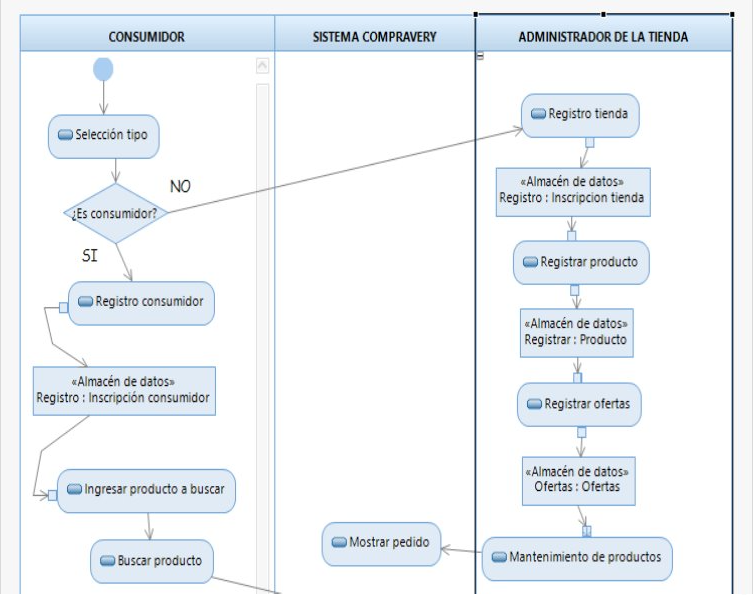 CONSUMIDOR
SISTEMA COMPRAVERY
ADMINISTRADOR DE LA TIENDA
Selección tipo
¿Es consumidor?
NO
SI
Registro consumidor
«Almacén de datos»
Registro : Inscripción consumidor
Ingresar producto a buscar
Buscar producto
Mostrar pedido
Registro tienda
«Almacén de datos»
Registro : Inscripcion tienda
Registrar producto
«Almacén de datos»
Registrar : Producto
Registrar ofertas
«Almacén de datos»
Ofertas : Ofertas
Mantenimiento de productos